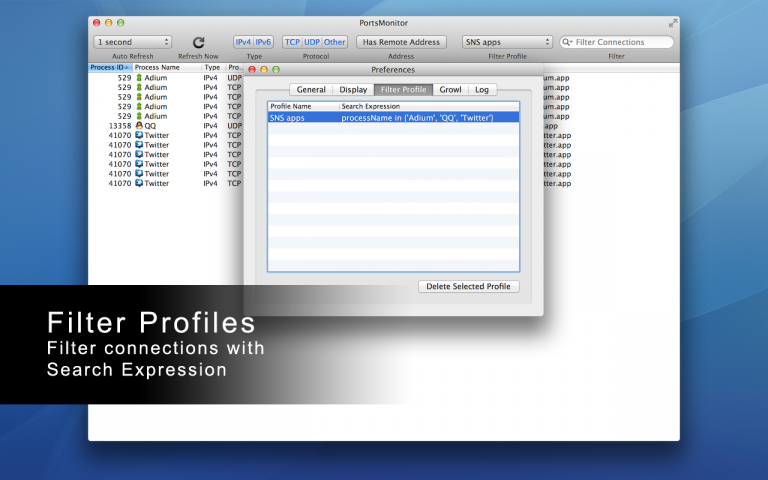 PortsMonitor
1 second
IPv4 IPv6
TCP UDP Other
Has Remote Address
SNS apps
Filter Connections
Auto Refresh
Refresh Now
Type
Protocol
Address
Filter Profile
Filter
Process ID Process Name Type Pro...
529 Adium IPv4 UDP um.app
529 Adium IPv4 TCP um.app
529 Adium IPv4 TCP um.app
529 Adium IPv4 TCP um.app
529 Adium IPv4 TCP um.app
13358 QQ IPv4 UDP .app
41070 Twitter IPv4 TCP tter.app
41070 Twitter IPv4 TCP tter.app
41070 Twitter IPv4 TCP tter.app
41070 Twitter IPv4 TCP tter.app
41070 Twitter IPv4 TCP tter.app
41070 Twitter IPv4 TCP tter.app
Preferences
General Display Filter Profile Growl Log
Profile Name Search Expression
SNS apps processName in ('Adium', 'QQ', 'Twitter')
Delete Selected Profile
Filter Profiles
Filter connections with
Search Expression